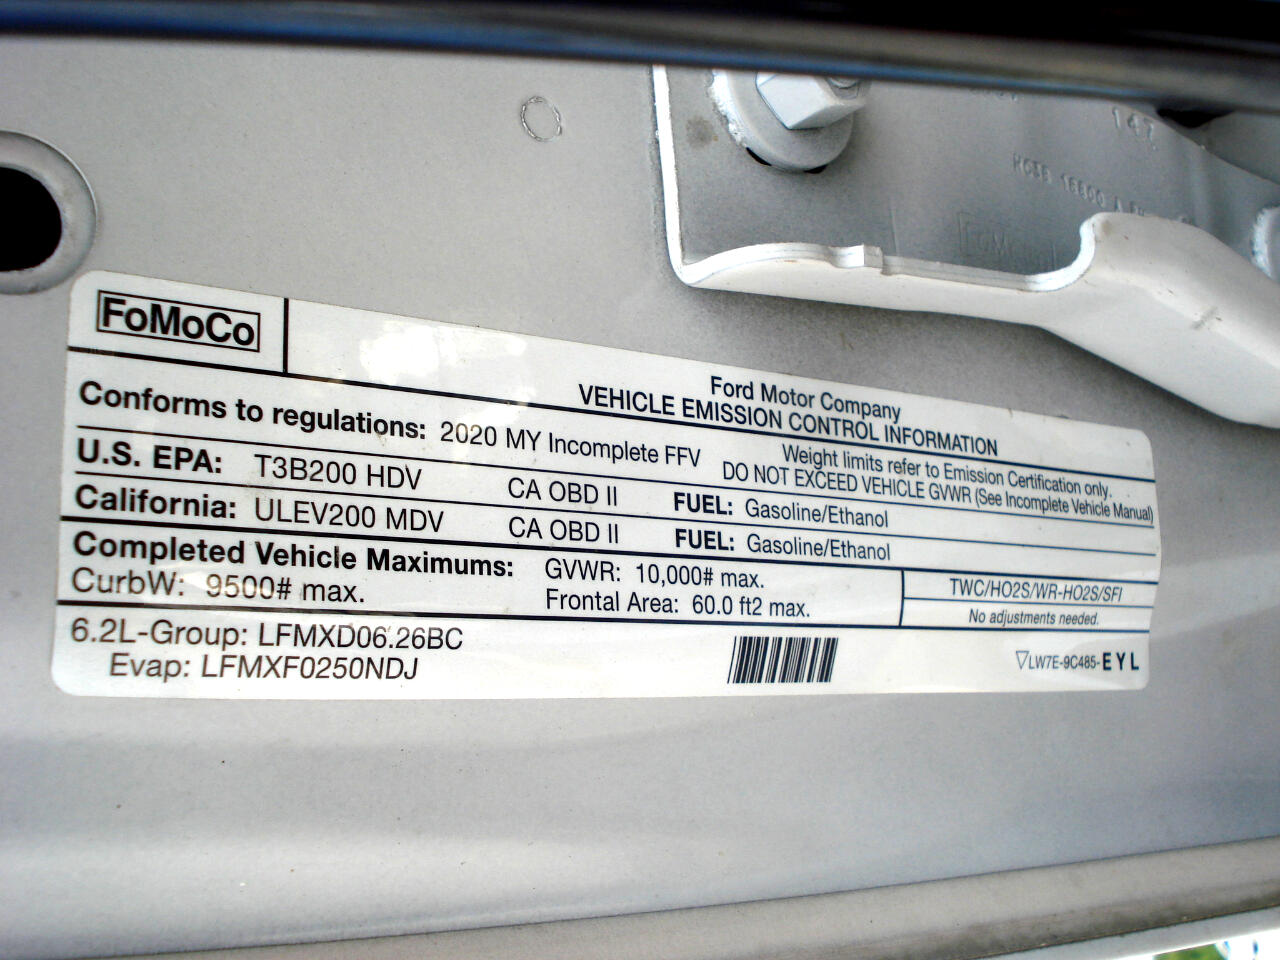 147
HC3B 16800 A
FoMoCo
FoMoCo
Ford Motor Company
VEHICLE EMISSION CONTROL INFORMATION
Conforms to regulations: 2020 MY Incomplete FFV
Weight limits refer to Emission Certification only.
DO NOT EXCEED VEHICLE GVWR (See Incomplete Vehicle Manual)
U.S. EPA: T3B200 HDV CA OBD II FUEL: Gasoline/Ethanol
California: ULEV200 MDV CA OBD II FUEL: Gasoline/Ethanol
Completed Vehicle Maximums: GVWR: 10,000# max.
CurbW: 9500# max. Frontal Area: 60.0 ft2 max.
TWC/HO2S/WR-HO2S/SFI
No adjustments needed.
6.2L-Group: LFMXD06.26BC
Evap: LFMXF0250NDJ
LW7E-9C485-EYL